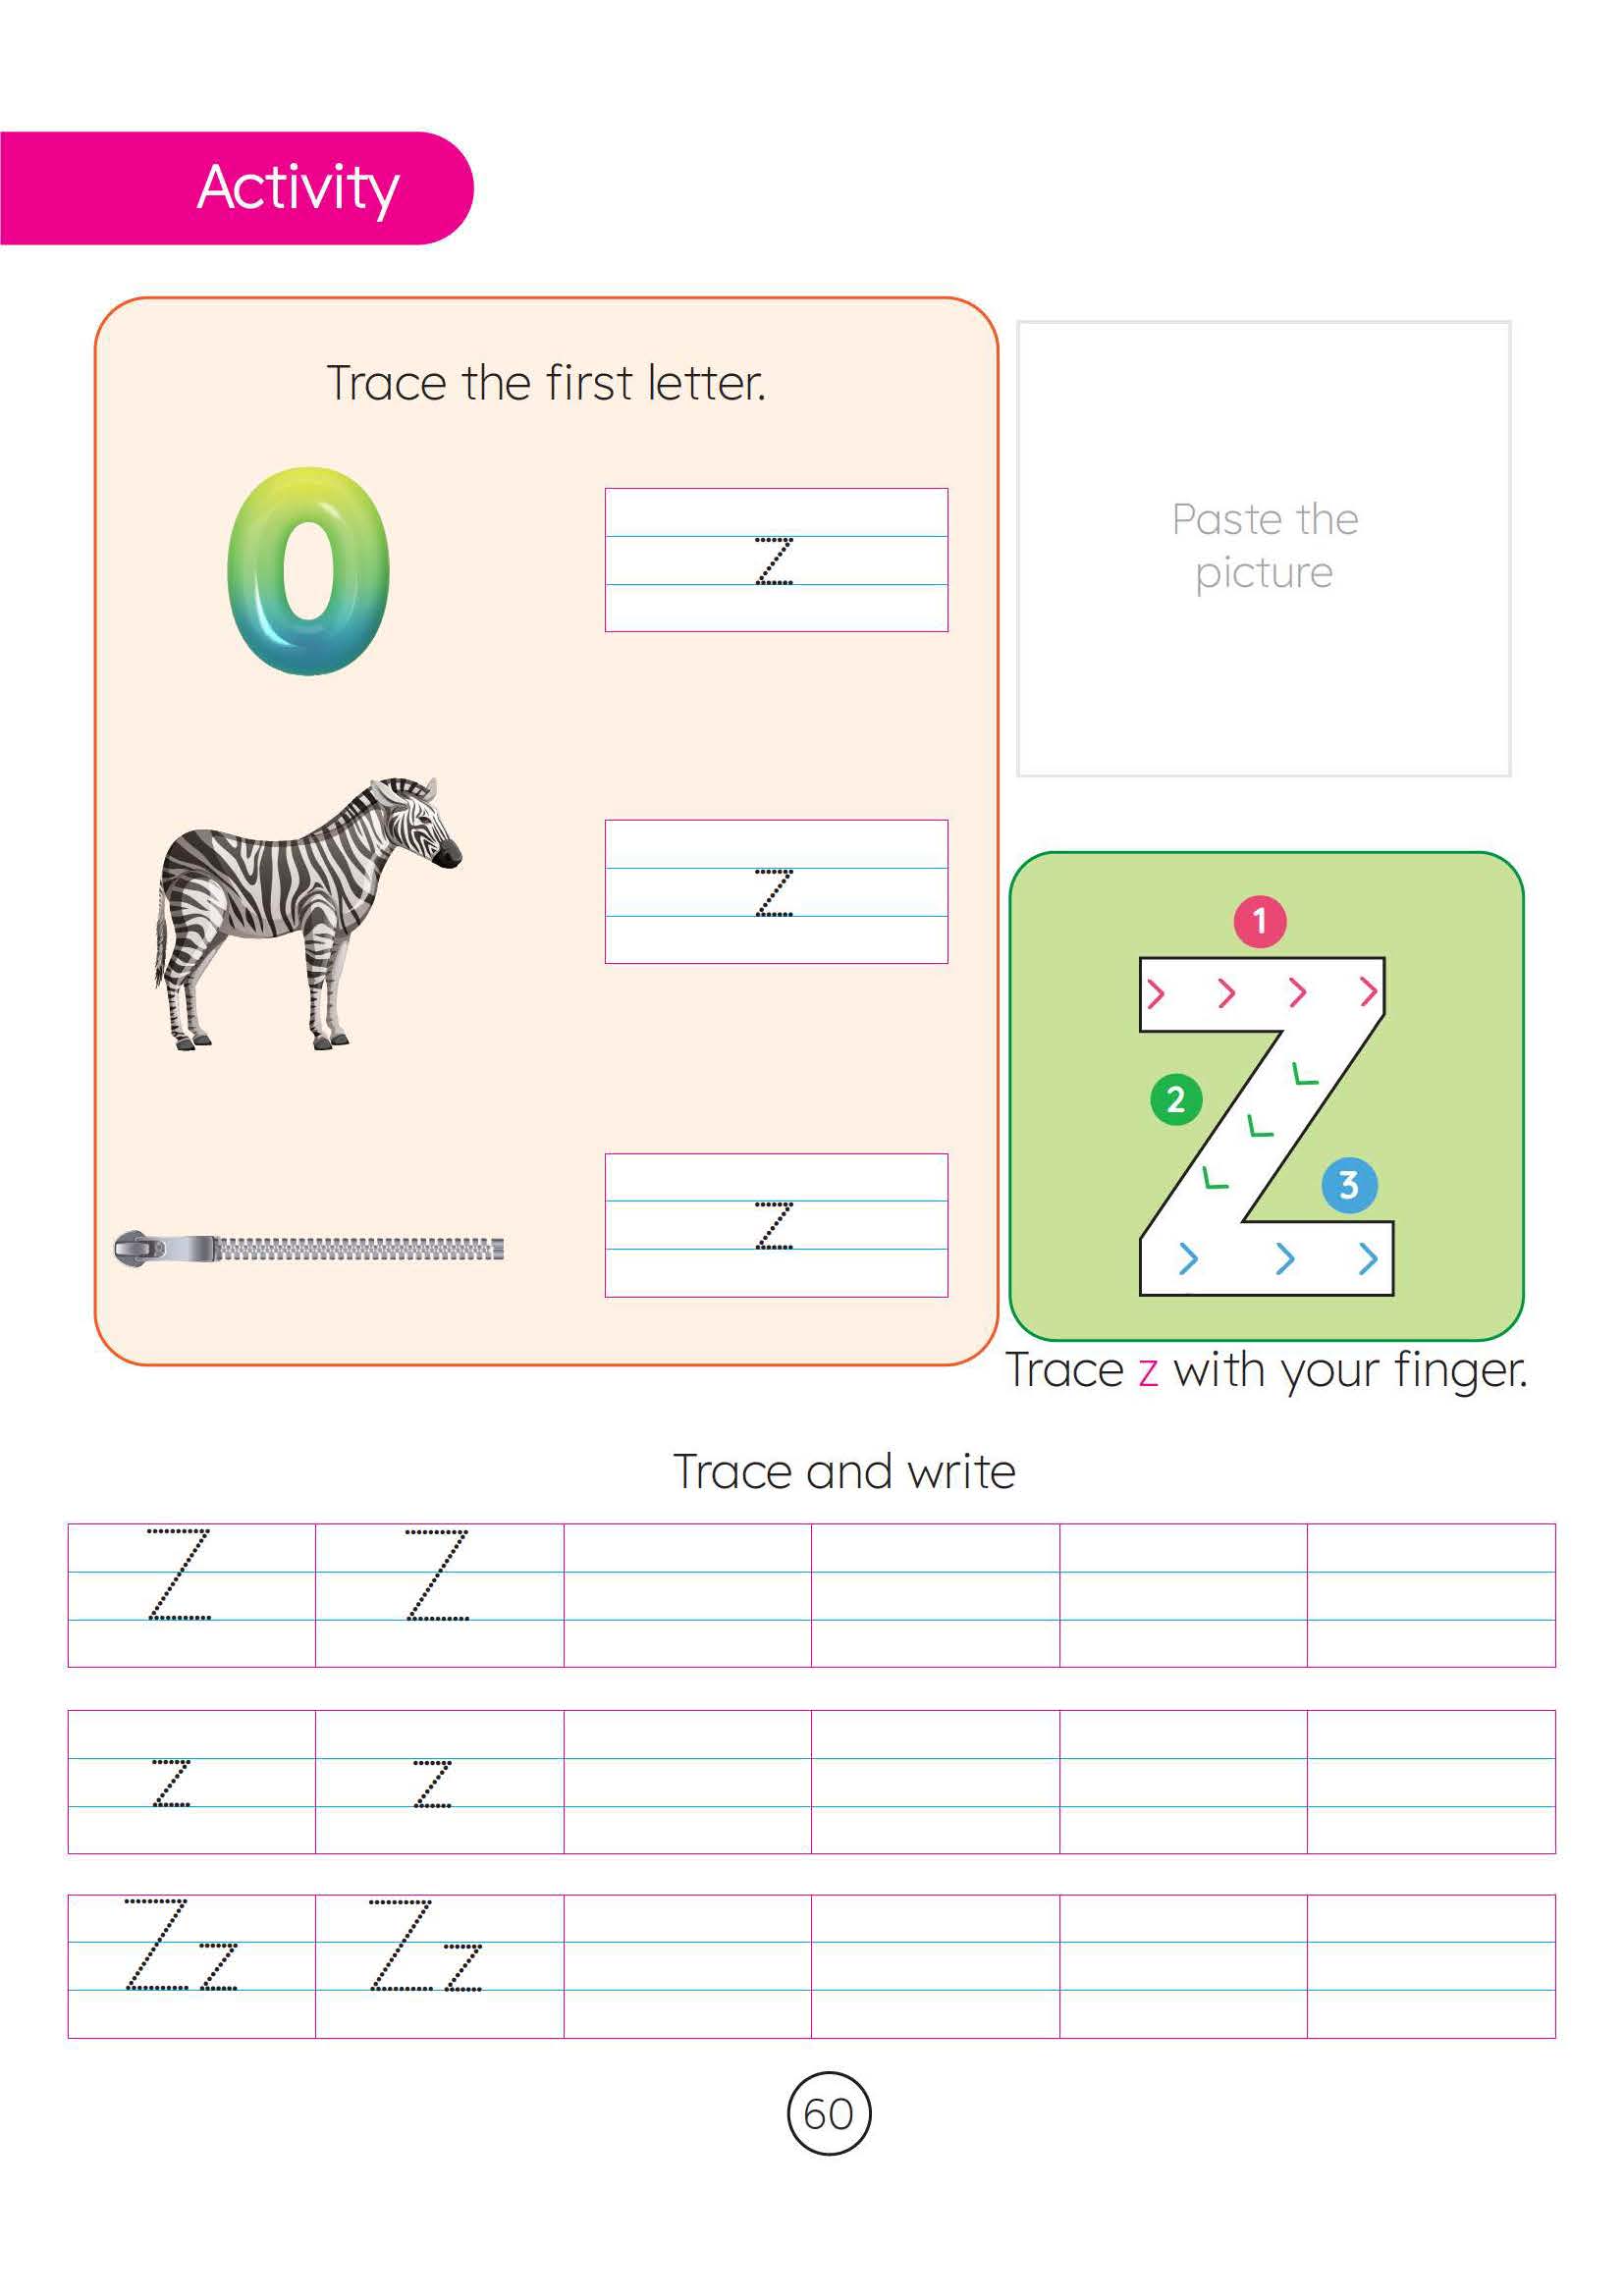 Activity
Trace the first letter.
0
z
z
z
Paste the
picture
1
2
3
Z
Trace z with your finger.
Trace and write
Z Z
z z
Zz Zz
60